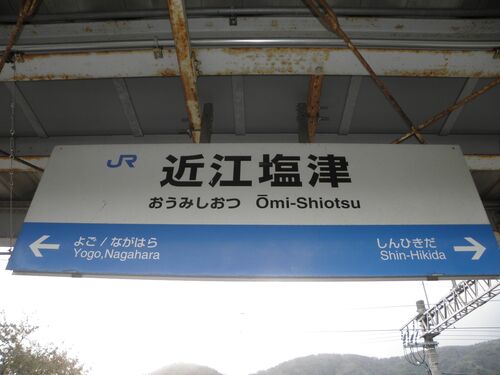 JR 近江塩津
おうみしおつ Ōmi-Shiotsu
よご / ながはら
Yogo,Nagahara
しんひきだ
Shin-Hikida